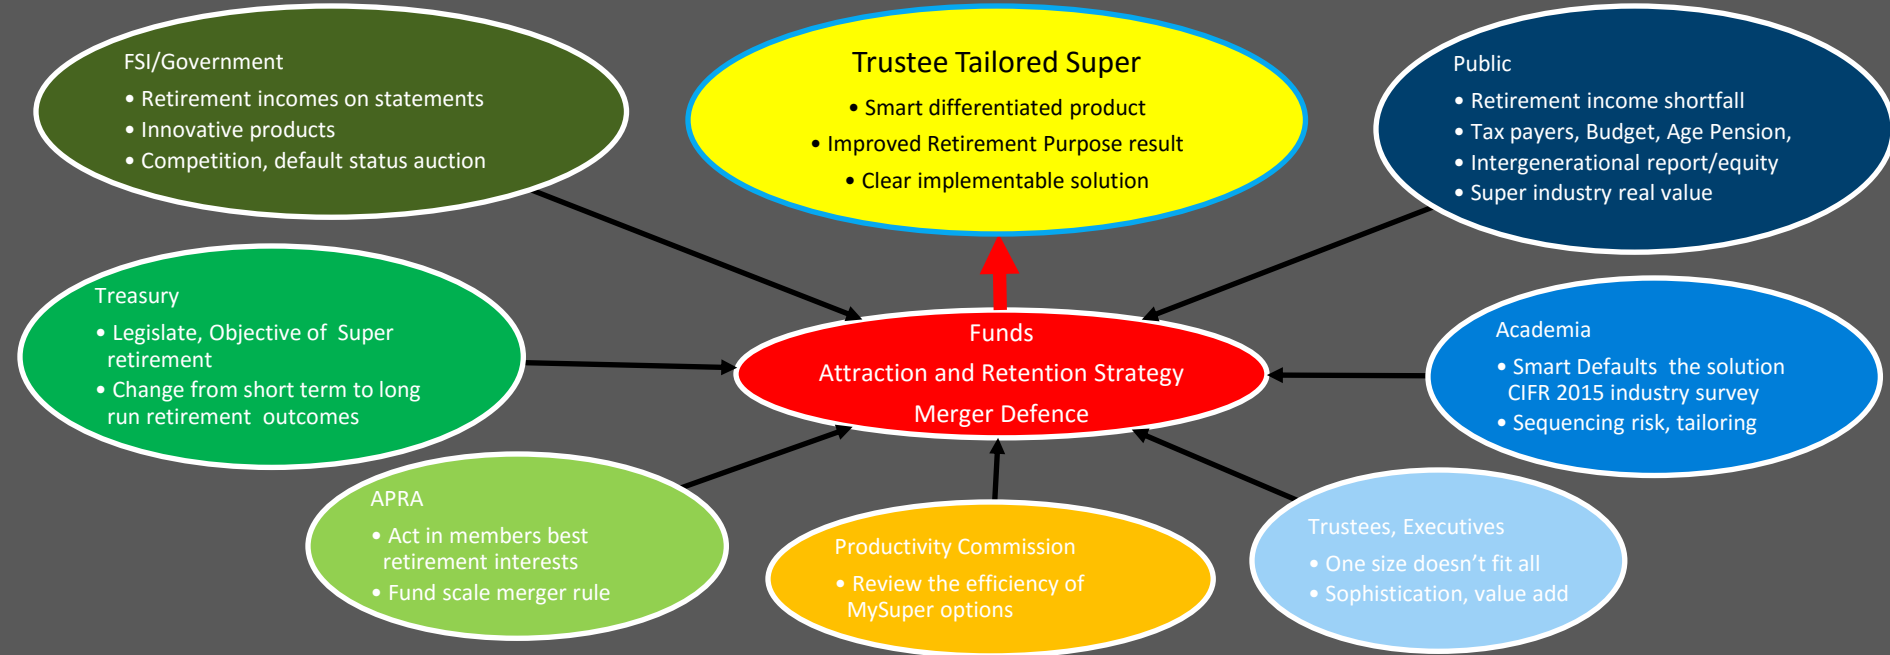 FSI/Government
• Retirement incomes on statements
• Innovative products
• Competition, default status auction
Trustee Tailored Super
• Smart differentiated product
• Improved Retirement Purpose result
• Clear implementable solution
Public
• Retirement income shortfall
• Tax payers, Budget, Age Pension,
• Intergenerational report/equity
• Super industry real value
Treasury
• Legislate, Objective of Super
retirement
• Change from short term to long
run retirement outcomes
Funds
Attraction and Retention Strategy
Merger Defence
Academia
• Smart Defaults the solution
CIFR 2015 industry survey
• Sequencing risk, tailoring
APRA
• Act in members best
retirement interests
• Fund scale merger rule
Productivity Commission
• Review the efficiency of
MySuper options
Trustees, Executives
• One size doesn’t fit all
• Sophistication, value add